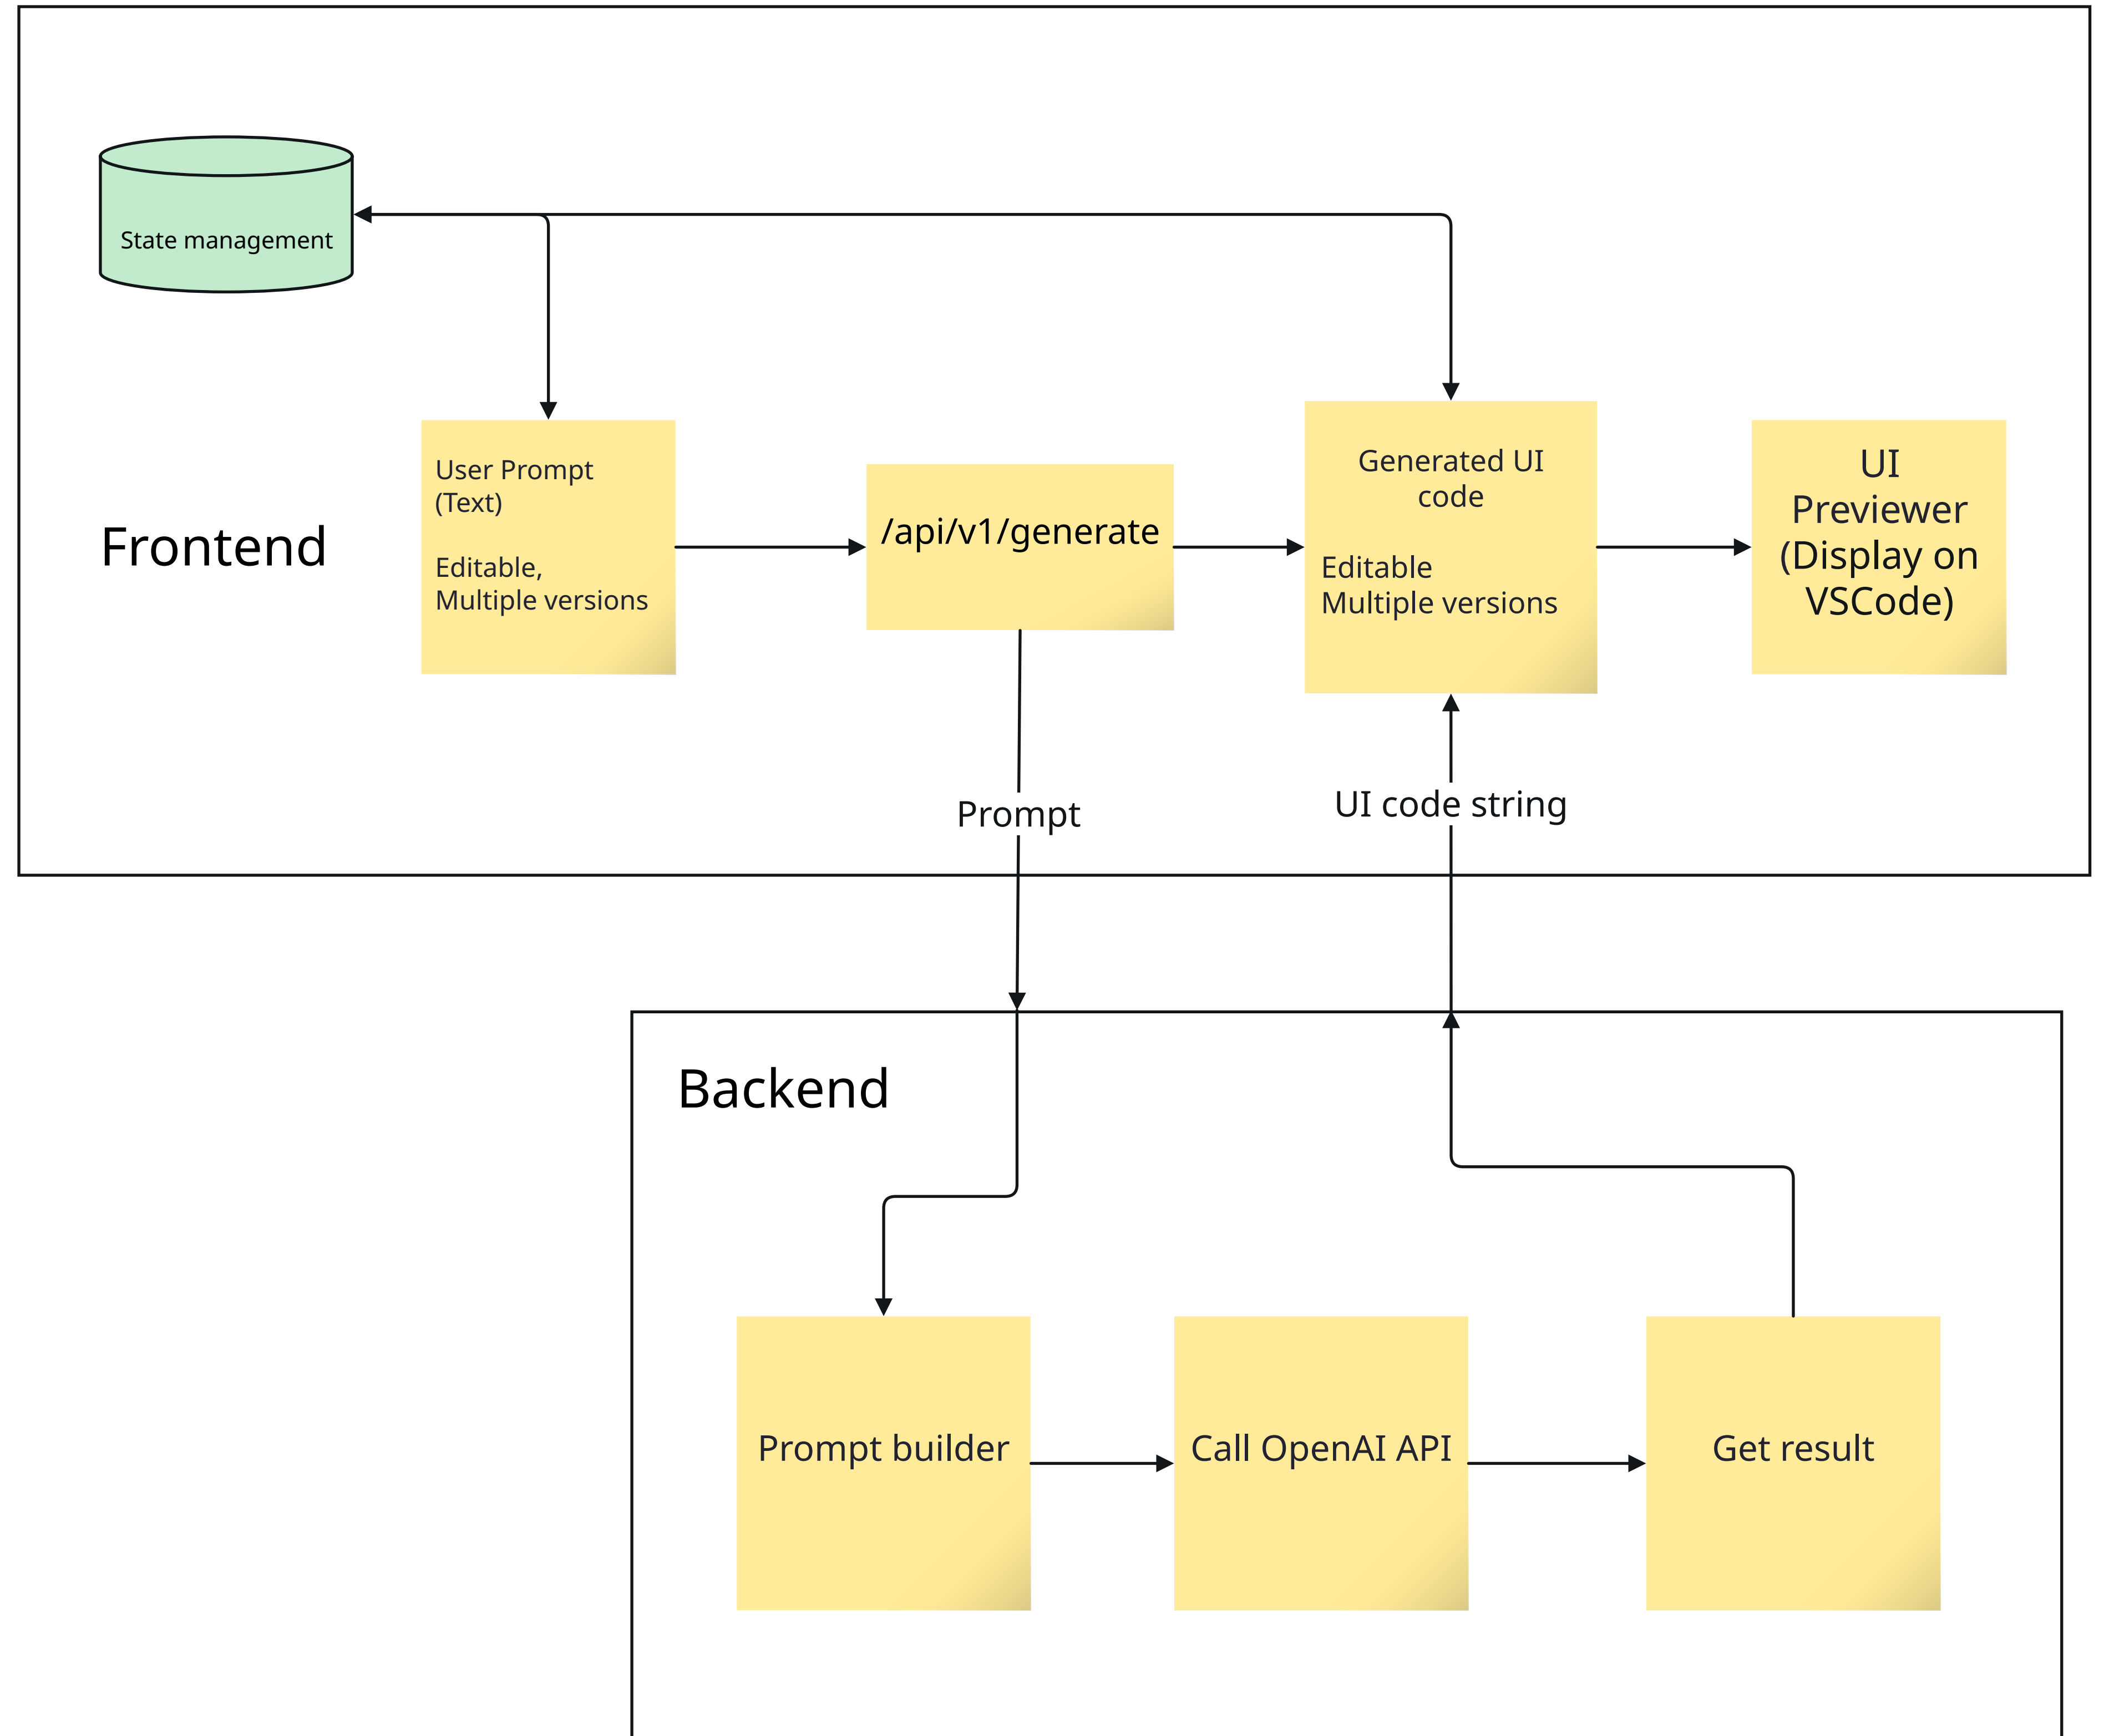 State management
Frontend
User Prompt
(Text)
Editable,
Multiple versions
/api/v1/generate
Generated UI
code
Editable
Multiple versions
UI
Previewer
(Display on
VSCode)
Prompt
UI code string
Backend
Prompt builder
Call OpenAI API
Get result